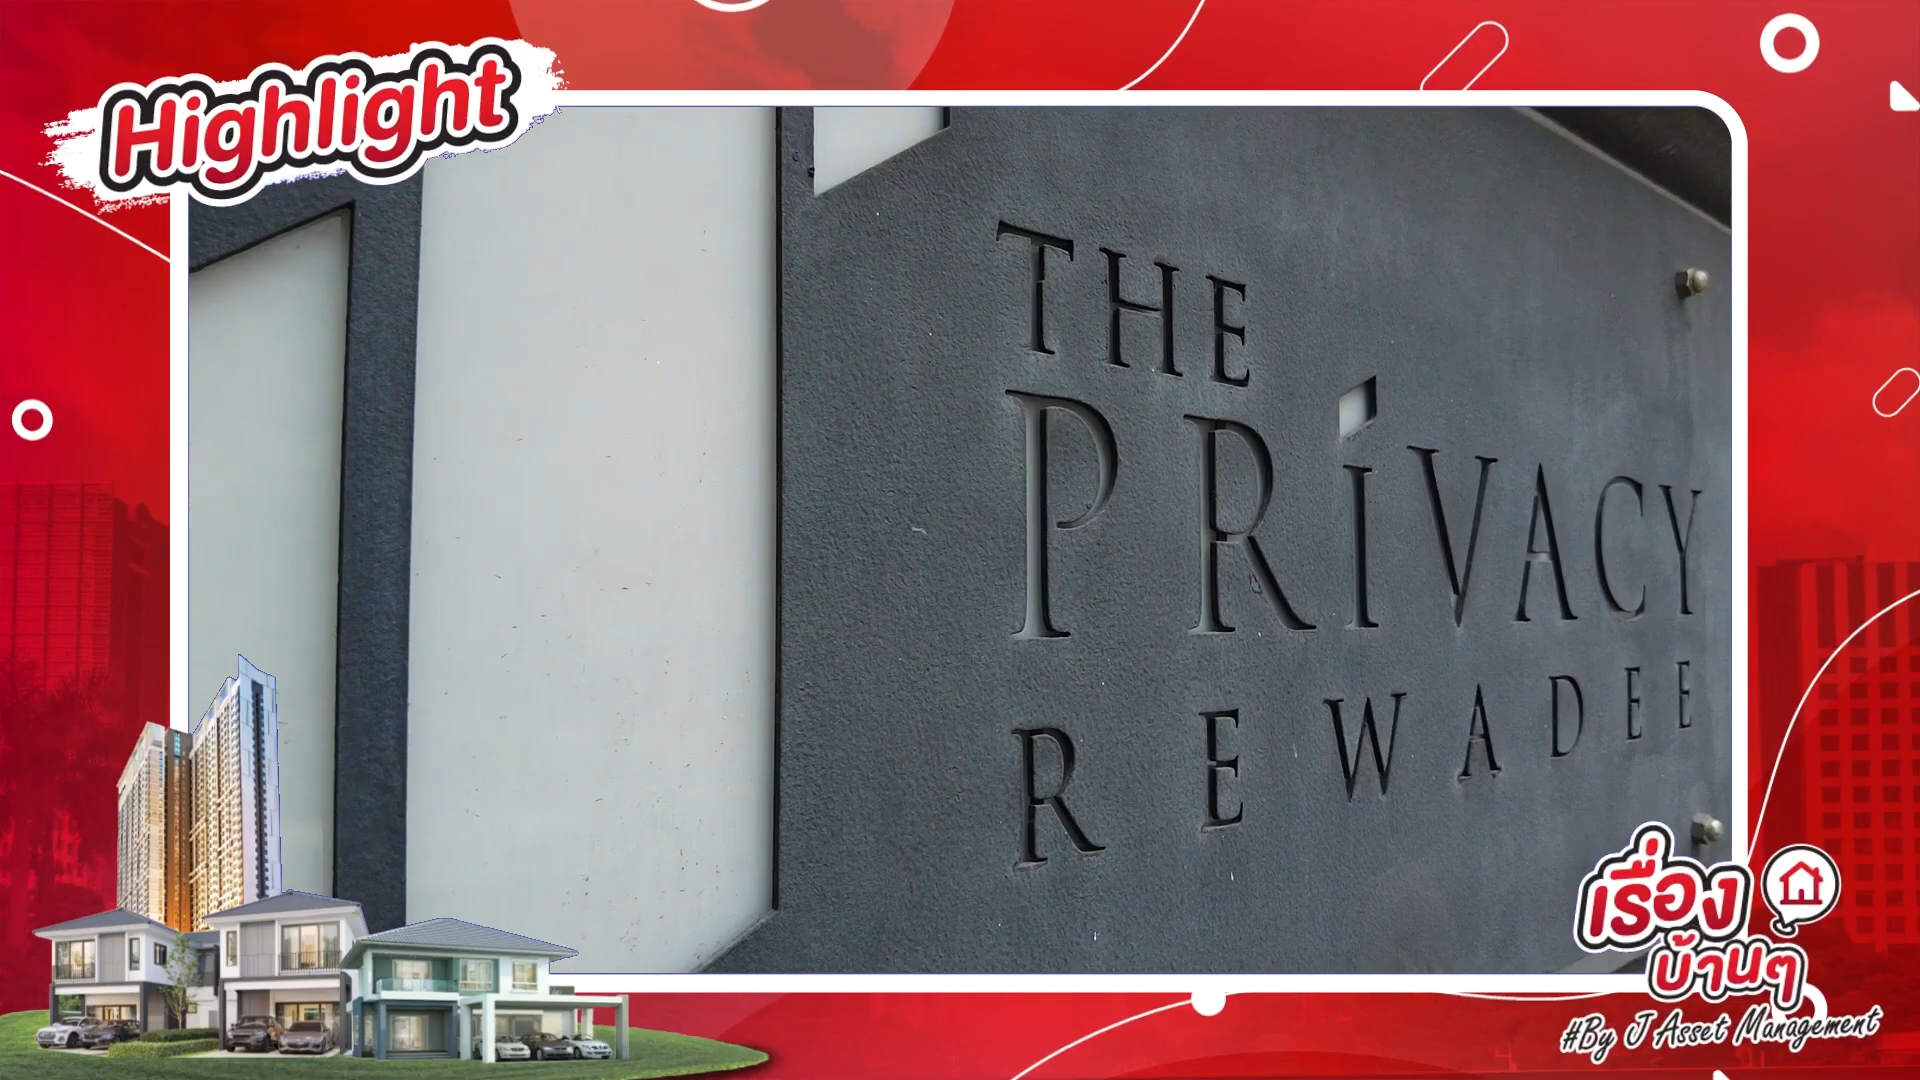 Highlight
THE
PRiVACY
REWADEE
เรื่อง
บ้านๆ
#By J Asset Management